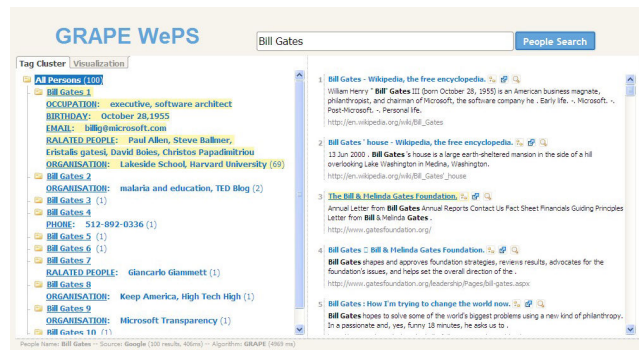 GRAPE WePS
Bill Gates
People Search
Tag Cluster Visualization
All Persons (100)
Bill Gates 1
OCCUPATION: executive, software architect
BIRTHDAY: October 28,1955
EMAIL: billg@microsoft.com
RALATED PEOPLE: Paul Allen, Steve Ballmer,
Eristalis gatesi, David Boies, Christos Papadimitriou
ORGANISATION: Lakeside School, Harvard University (69)
Bill Gates 2
ORGANISATION: malaria and education, TED Blog (2)
Bill Gates 3 (1)
Bill Gates 4
PHONE: 512-892-0336 (1)
Bill Gates 5 (1)
Bill Gates 6 (1)
Bill Gates 7
RALATED PEOPLE: Giancarlo Giammett (1)
Bill Gates 8
ORGANISATION: Keep America, High Tech High (1)
Bill Gates 9
ORGANISATION: Microsoft Transparency (1)
Bill Gates 10 (1)
1 Bill Gates - Wikipedia, the free encyclopedia.
William Henry " Bill' Gates III (born October 28, 1955) is an American business magnate,
philanthropist, and chairman of Microsoft, the software company he . Early life. -. Microsoft. -.
Post-Microsoft. -. Personal life.
http://en.wikipedia.org/wiki/Bill_Gates
2 Bill Gates ' house - Wikipedia, the free encyclopedia.
13 Jun 2000 . Bill Gates 's house is a large earth-sheltered mansion in the side of a hill
overlooking Lake Washington in Medina, Washington.
http://en.wikipedia.org/wiki/Bill_Gates'_house
3 The Bill & Melinda Gates Foundation.
Annual Letter from Bill Gates Annual Reports Contact Us Fact Sheet Financials Guiding Principles
Letter from Bill & Melinda Gates .
http://www.gatesfoundation.org/
4 Bill Gates Bill & Melinda Gates Foundation.
Bill Gates shapes and approves foundation strategies, reviews results, advocates for the
foundation's issues, and helps set the overall direction of the .
http://www.gatesfoundation.org/leadership/Pages/bill-gates.aspx
5 Bill Gates : How I'm trying to change the world now.
Bill Gates hopes to solve some of the world's biggest problems using a new kind of philanthropy.
In a passionate and, yes, funny 18 minutes, he asks us to .
People Name: Bill Gates -- Source: Google (100 results, 406ms) -- Algorithm: GRAPE (4969 ms)